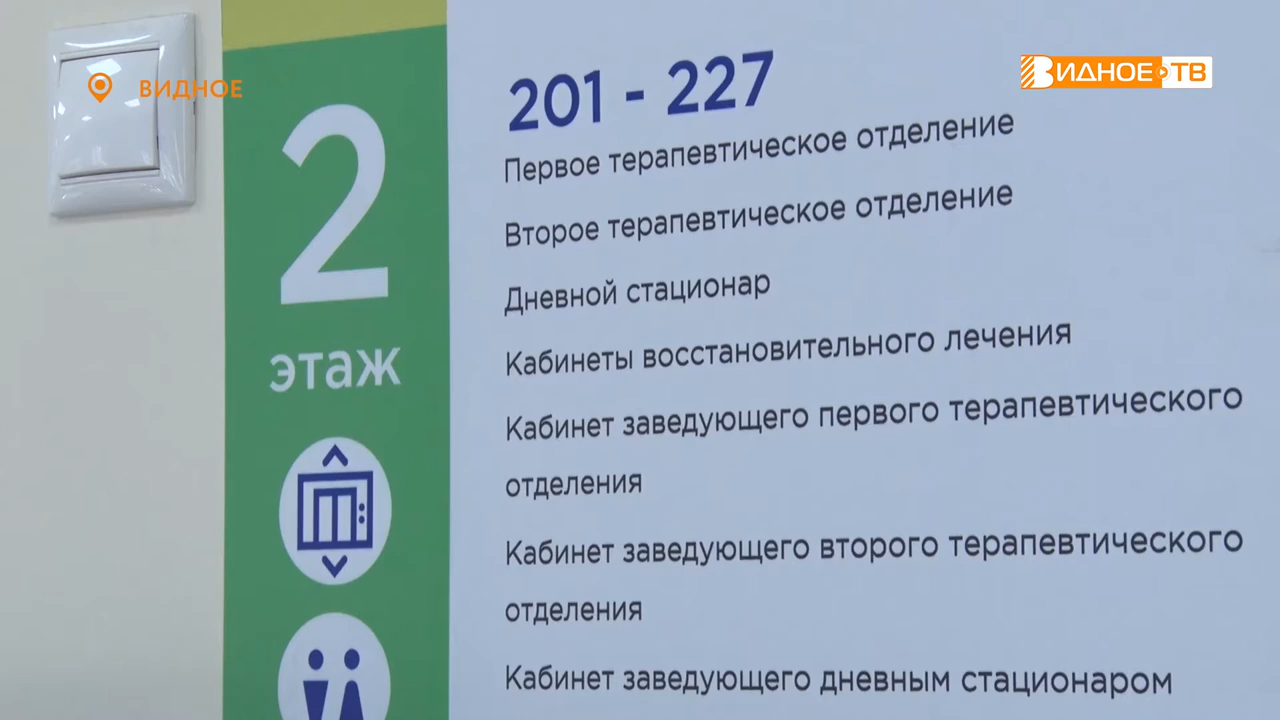 ВИДНОЕ
ВИДНОЕ ТВ
2
этаж
201 - 227
Первое терапевтическое отделение
Второе терапевтическое отделение
Дневной стационар
Кабинеты восстановительного лечения
Кабинет заведующего первого терапевтического
отделения
Кабинет заведующего второго терапевтического
отделения
Кабинет заведующего дневным стационаром